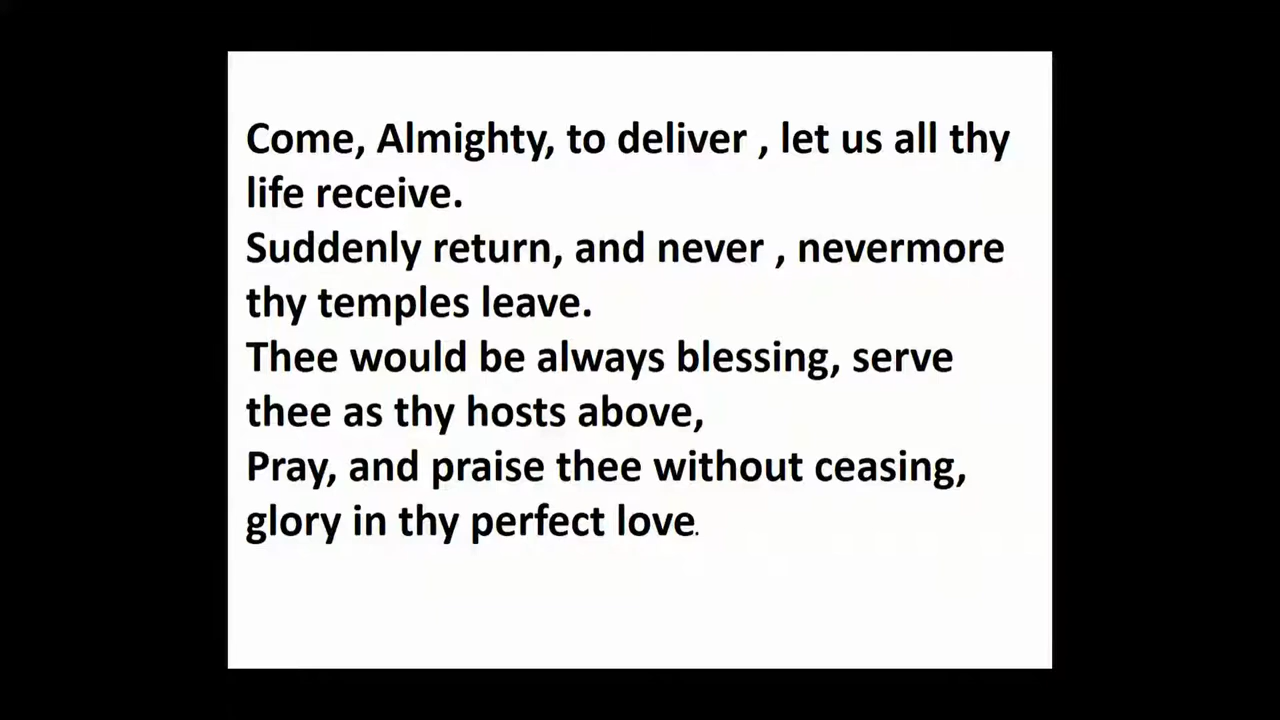 Come, Almighty, to deliver , let us all thy
life receive.
Suddenly return, and never , nevermore
thy temples leave.
Thee would be always blessing, serve
thee as thy hosts above,
Pray, and praise thee without ceasing,
glory in thy perfect love.